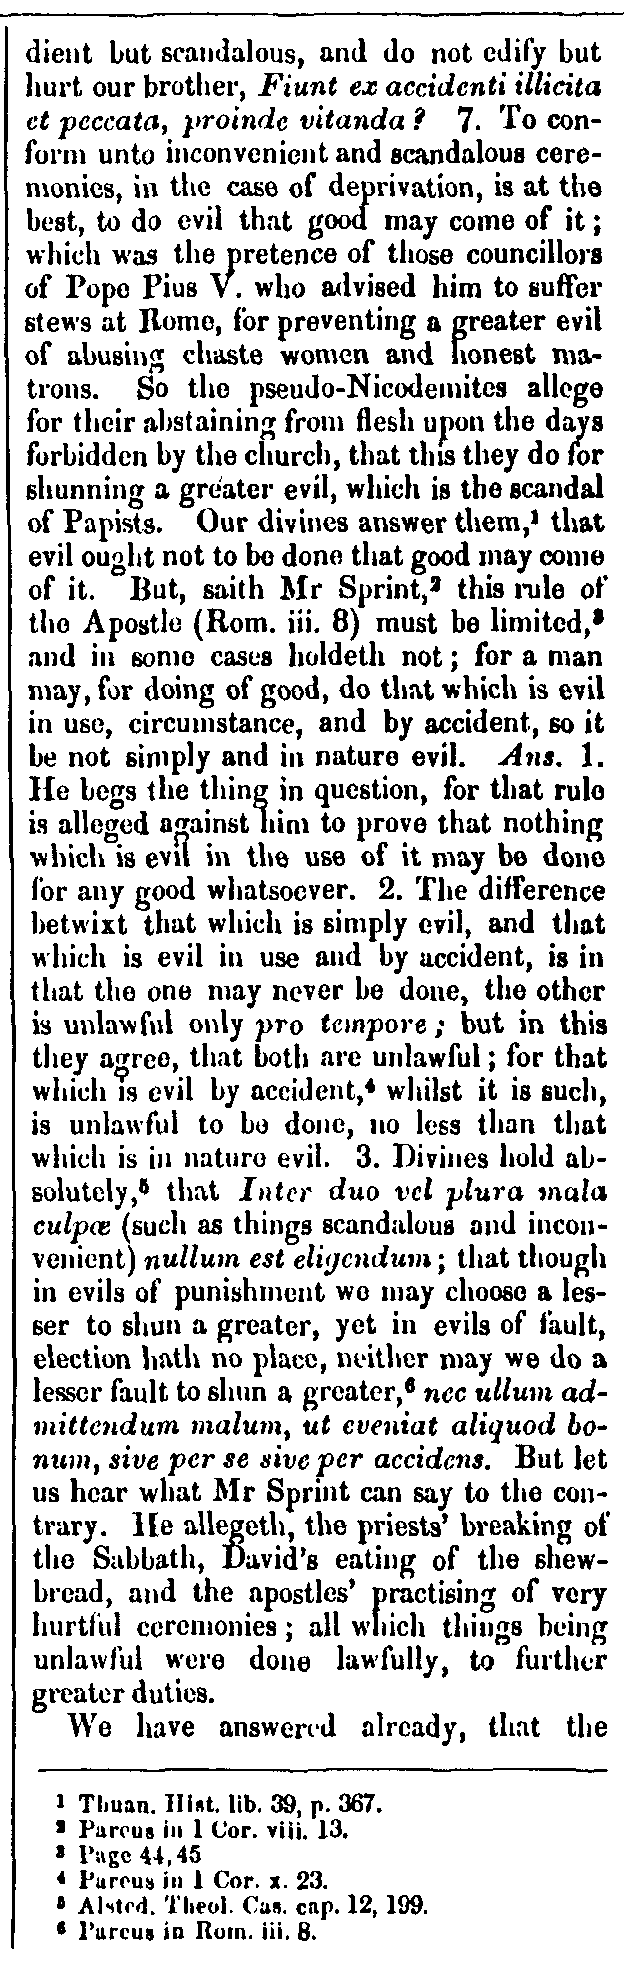 dient but scandalous, and do not edify but
hurt our brother, Fiunt ex accidenti illicita
et peccata, proinde vitanda? 7. To con-
form unto inconvenient and scandalous cere-
monies, in the case of deprivation, is at the
best, to do evil that good may come of it;
which was the pretence of those councillors
of Pope Pius V. who advised him to suffer
stews at Rome, for preventing a greater evil
of abusing chaste women and honest ma-
trons. So the pseudo-Nicodemites allege
for their abstaining from flesh upon the days
forbidden by the church, that this they do for
shunning a greater evil, which is the scandal
of Papists. Our divines answer them,¹ that
evil ought not to be done that good may come
of it. But, saith Mr Sprint,² this rule of
the Apostle (Rom. iii. 8) must be limited,³
and in some cases holdeth not; for a man
may, for doing of good, do that which is evil
in use, circumstance, and by accident, so it
be not simply and in nature evil. Ans. 1.
He begs the thing in question, for that rule
is alleged against him to prove that nothing
which is evil in the use of it may be done
for any good whatsoever. 2. The difference
betwixt that which is simply evil, and that
which is evil in use and by accident, is in
that the one may never be done, the other
is unlawful only pro tempore; but in this
they agree, that both are unlawful; for that
which is evil by accident,⁴ whilst it is such,
is unlawful to be done, no less than that
which is in nature evil. 3. Divines hold ab-
solutely,⁵ that Inter duo vel plura mala
culpæ (such as things scandalous and incon-
venient) nullum est eligendum; that though
in evils of punishment we may choose a les-
ser to shun a greater, yet in evils of fault,
election hath no place, neither may we do a
lesser fault to shun a greater,⁶ nec ullum ad-
mittendum malum, ut eveniat aliquod bo-
num, sive per se sive per accidens. But let
us hear what Mr Sprint can say to the con-
trary. He allegeth, the priests' breaking of
the Sabbath, David's eating of the shew-
bread, and the apostles' practising of very
hurtful ceremonies; all which things being
unlawful were done lawfully, to further
greater duties.
We have answered already, that the
¹ Thuan. Hist. lib. 39, p. 367.
² Pareus in 1 Cor. viii. 13.
³ Page 44, 45
⁴ Pareus in 1 Cor. x. 23.
⁵ Alsted. Theol. Cas. cap. 12, 199.
⁶ Pareus in Rom. iii. 8.